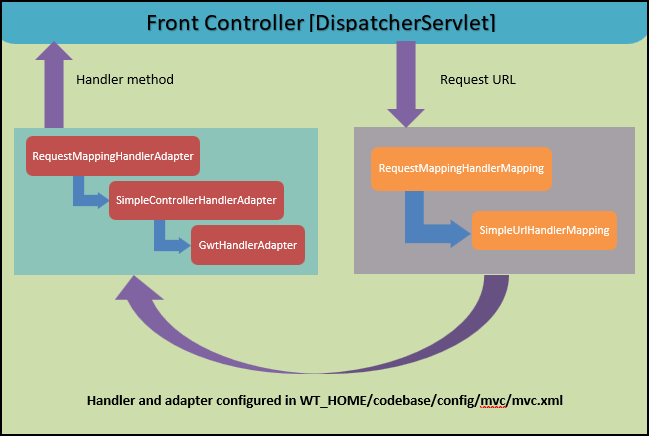 Front Controller [DispatcherServlet]
Handler method
Request URL
RequestMappingHandlerAdapter
SimpleControllerHandlerAdapter
GwtHandlerAdapter
RequestMappingHandlerMapping
SimpleUrlHandlerMapping
Handler and adapter configured in WT_HOME/codebase/config/mvc/mvc.xml